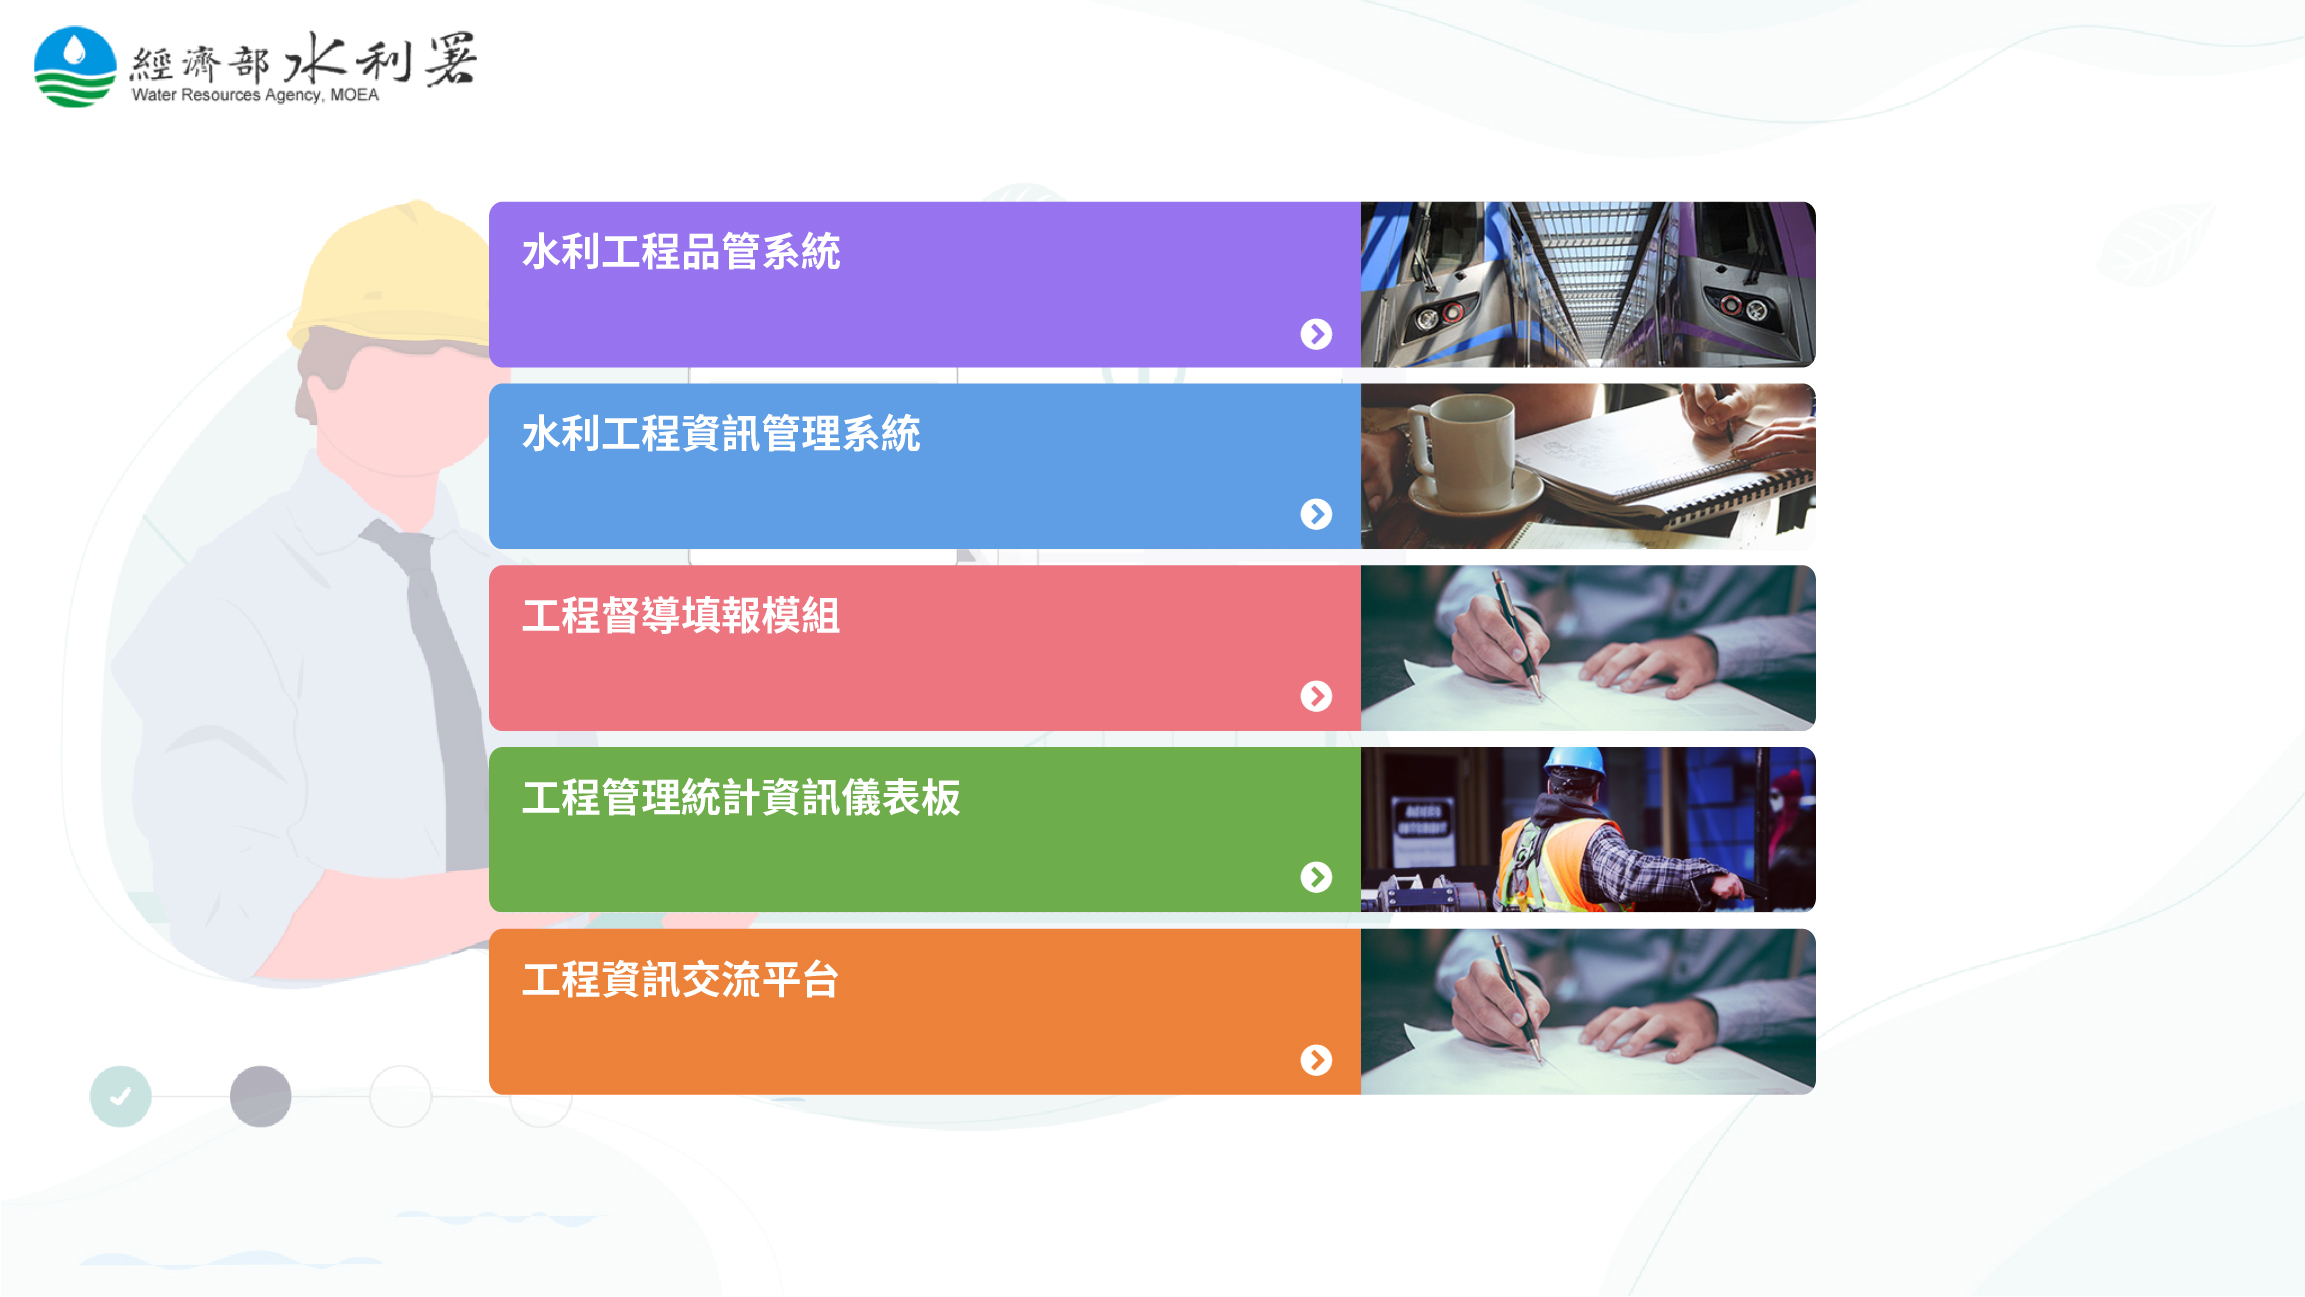 經濟部水利署
Water Resources Agency, MOEA
水利工程品管系統
水利工程資訊管理系統
工程督導填報模組
工程管理統計資訊儀表板
工程資訊交流平台